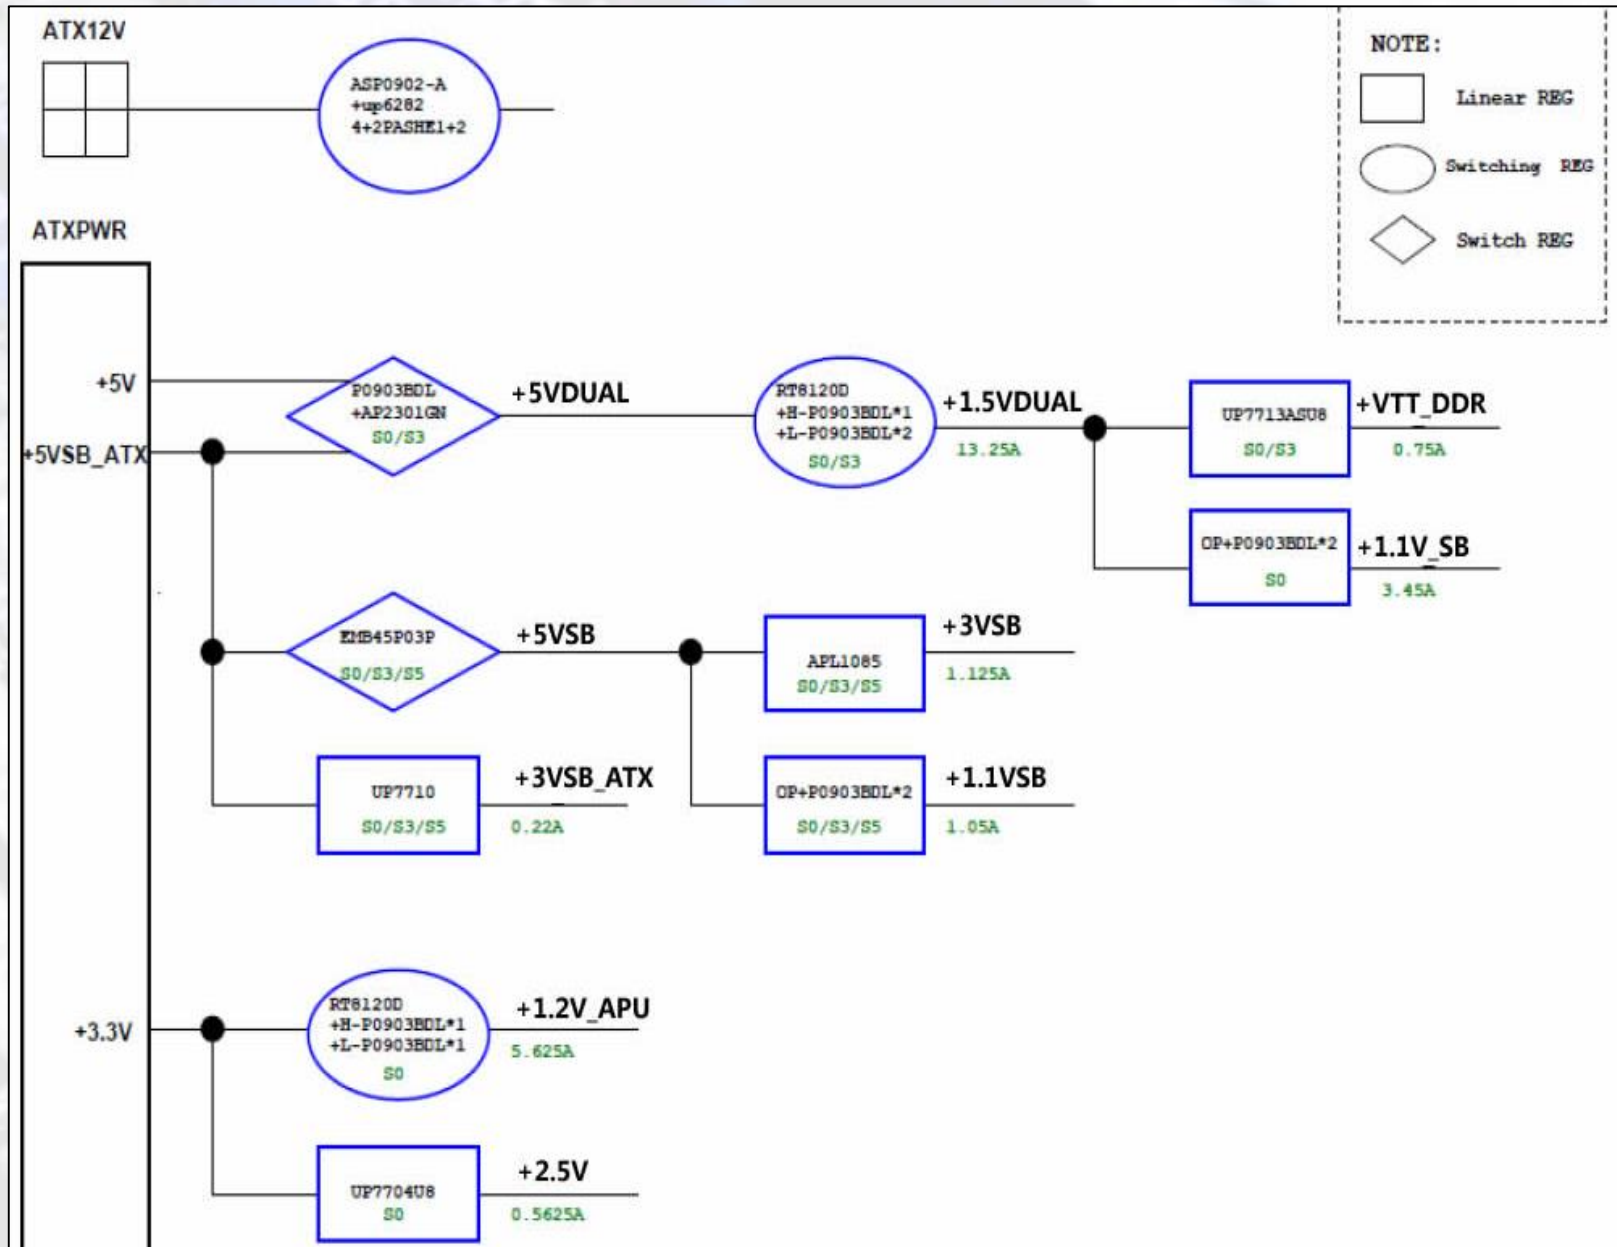 ATX12V
ASP0902-A
+up6282
4+2PASHE1+2
NOTE:
Linear REG
Switching REG
Switch REG
ATXPWR
+5V
+5VSB_ATX
P0903BDL
+AP2301GN
S0/S3
+5VDUAL
RT8120D
+H-P0903BDL*1
+L-P0903BDL*2
S0/S3
+1.5VDUAL
13.25A
UP7713ASU8
S0/S3
+VTT_DDR
0.75A
OP+P0903BDL*2
S0
+1.1V_SB
3.45A
EMB45P03P
S0/S3/S5
+5VSB
APL1085
S0/S3/S5
+3VSB
1.125A
UP7710
S0/S3/S5
+3VSB_ATX
0.22A
OP+P0903BDL*2
S0/S3/S5
+1.1VSB
1.05A
+3.3V
RT8120D
+H-P0903BDL*1
+L-P0903BDL*1
S0
+1.2V_APU
5.625A
UP7704U8
S0
+2.5V
0.5625A